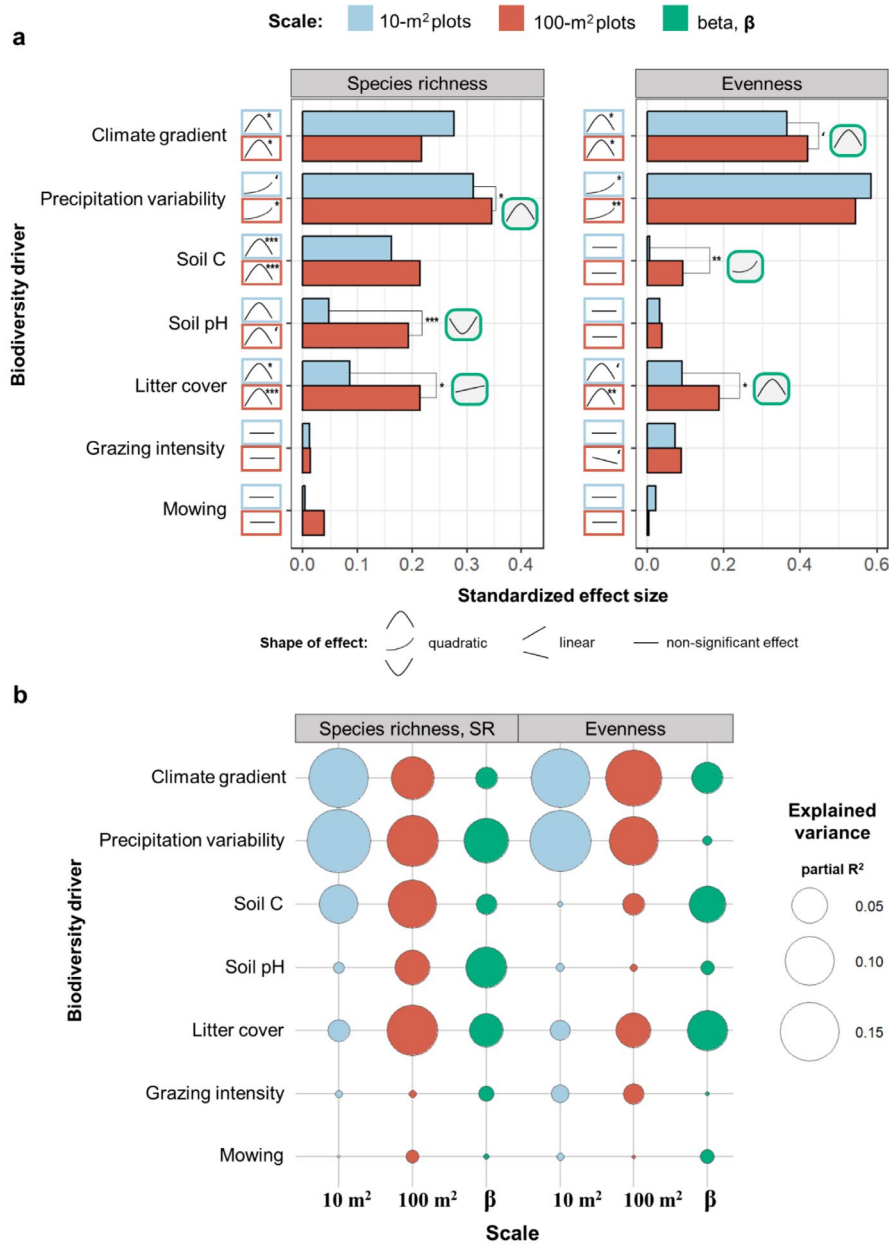 Scale: 10-m² plots 100-m² plots beta, β
a
Species richness Evenness
Biodiversity driver
Climate gradient * * * * ‘
Precipitation variability ‘ * * * **
Soil C *** *** **
Soil pH ‘ ***
Litter cover * *** * ‘ ** *
Grazing intensity ‘
Mowing
0.0 0.1 0.2 0.3 0.4 0.0 0.2 0.4 0.6
Standardized effect size
Shape of effect: quadratic linear non-significant effect
b
Species richness, SR Evenness
Biodiversity driver
Climate gradient
Precipitation variability
Soil C
Soil pH
Litter cover
Grazing intensity
Mowing
10 m² 100 m² β 10 m² 100 m² β
Scale
Explained
variance
partial R²
0.05
0.10
0.15